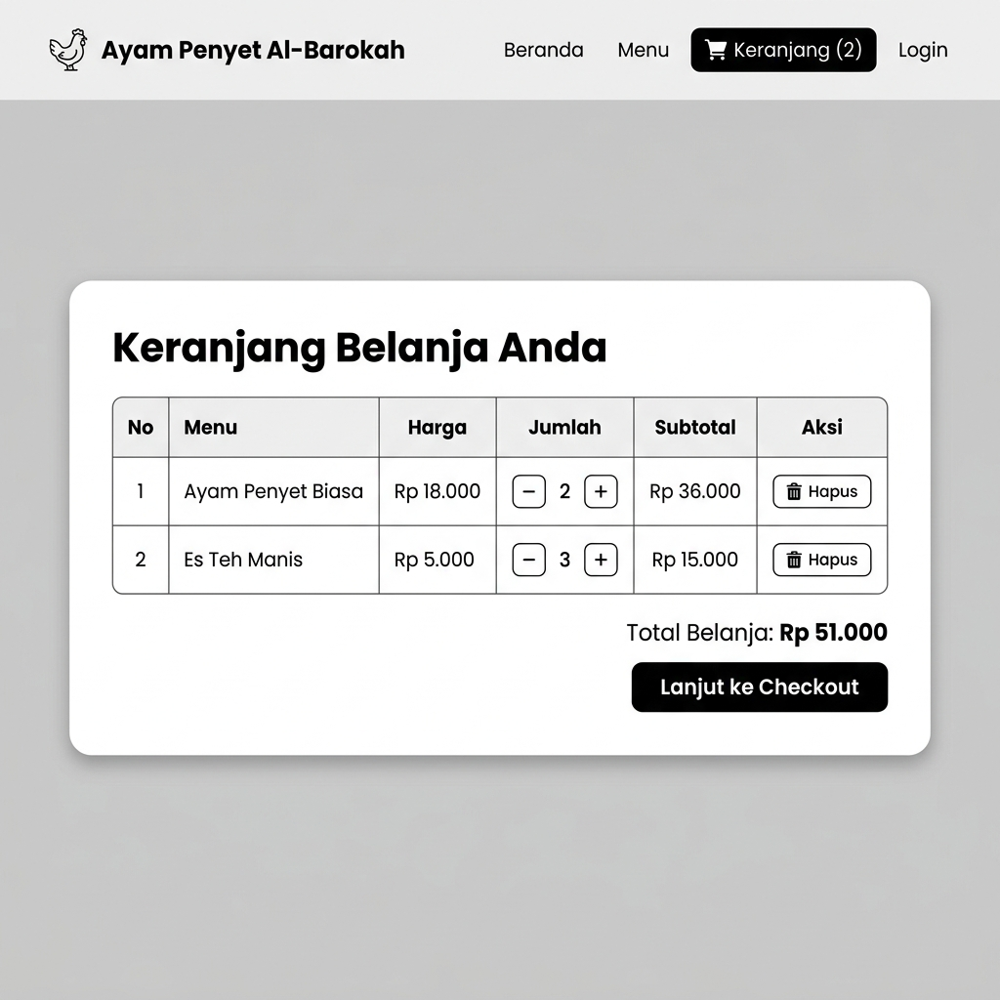 Ayam Penyet Al-Barokah Beranda Menu Keranjang (2) Login
Keranjang Belanja Anda
No Menu Harga Jumlah Subtotal Aksi
1 Ayam Penyet Biasa Rp 18.000 − 2 + Rp 36.000 Hapus
2 Es Teh Manis Rp 5.000 − 3 + Rp 15.000 Hapus
Total Belanja: Rp 51.000
Lanjut ke Checkout